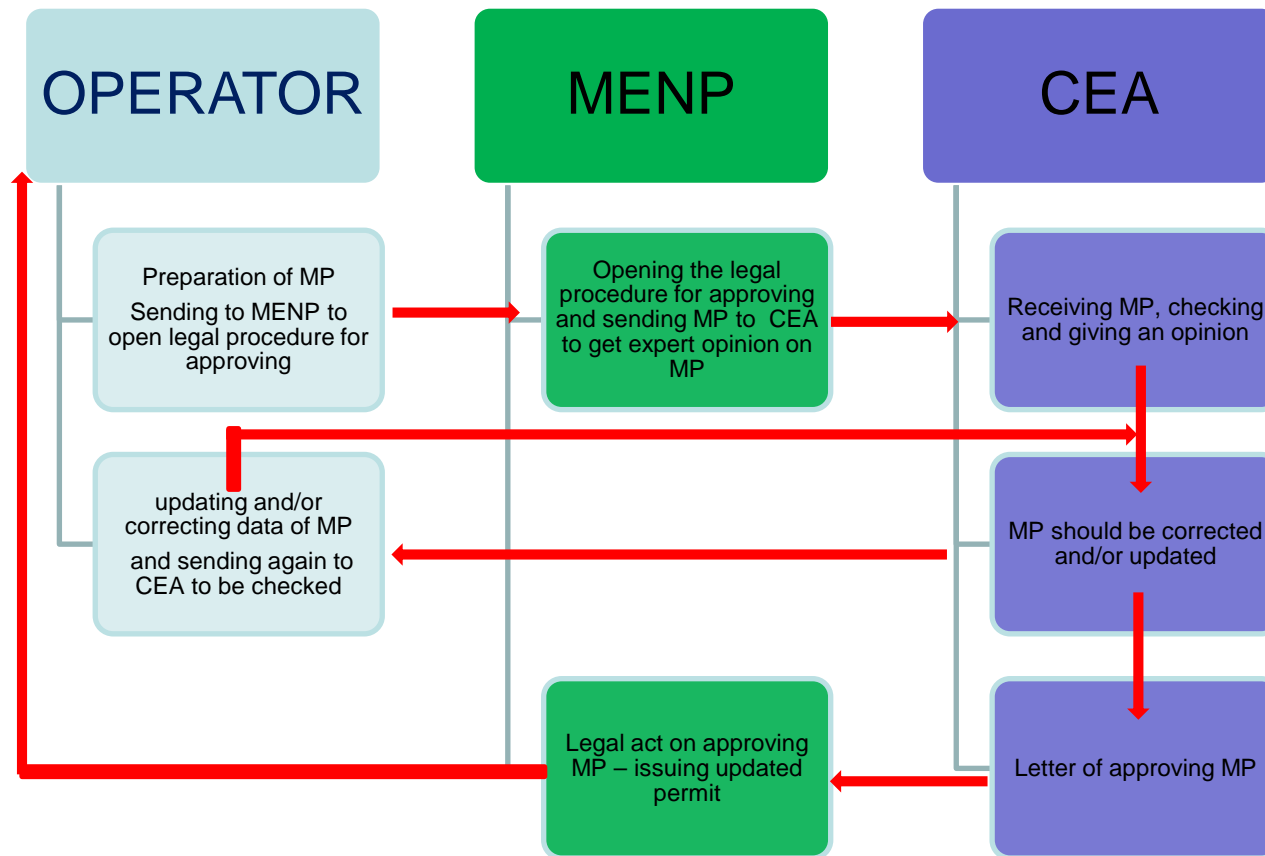 OPERATOR
MENP
CEA
Preparation of MP
Sending to MENP to
open legal procedure for
approving
Opening the legal
procedure for approving
and sending MP to CEA
to get expert opinion on
MP
Receiving MP, checking
and giving an opinion
updating and/or
correcting data of MP
and sending again to
CEA to be checked
MP should be corrected
and/or updated
Legal act on approving
MP – issuing updated
permit
Letter of approving MP